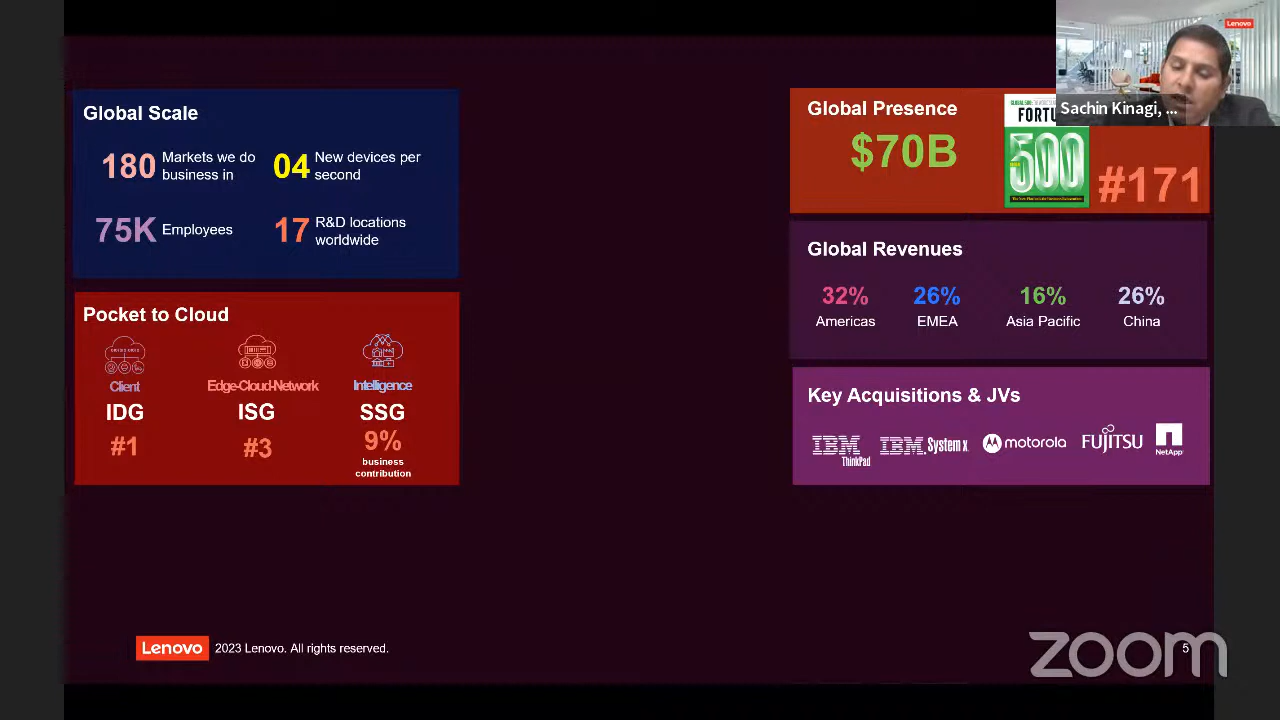 Global Scale
180 Markets we do business in
04 New devices per second
75K Employees
17 R&D locations worldwide
Pocket to Cloud
Client
IDG
#1
Edge-Cloud-Network
ISG
#3
Intelligence
SSG
9%
business
contribution
Global Presence
$70B
FORTU
500
#171
Global Revenues
32% 26% 16% 26%
Americas EMEA Asia Pacific China
Key Acquisitions & JVs
IBM ThinkPad
IBM. System x
motorola
FUJITSU
NetApp
Lenovo
Sachin Kinagi, ...
Lenovo 2023 Lenovo. All rights reserved.
5
zoom